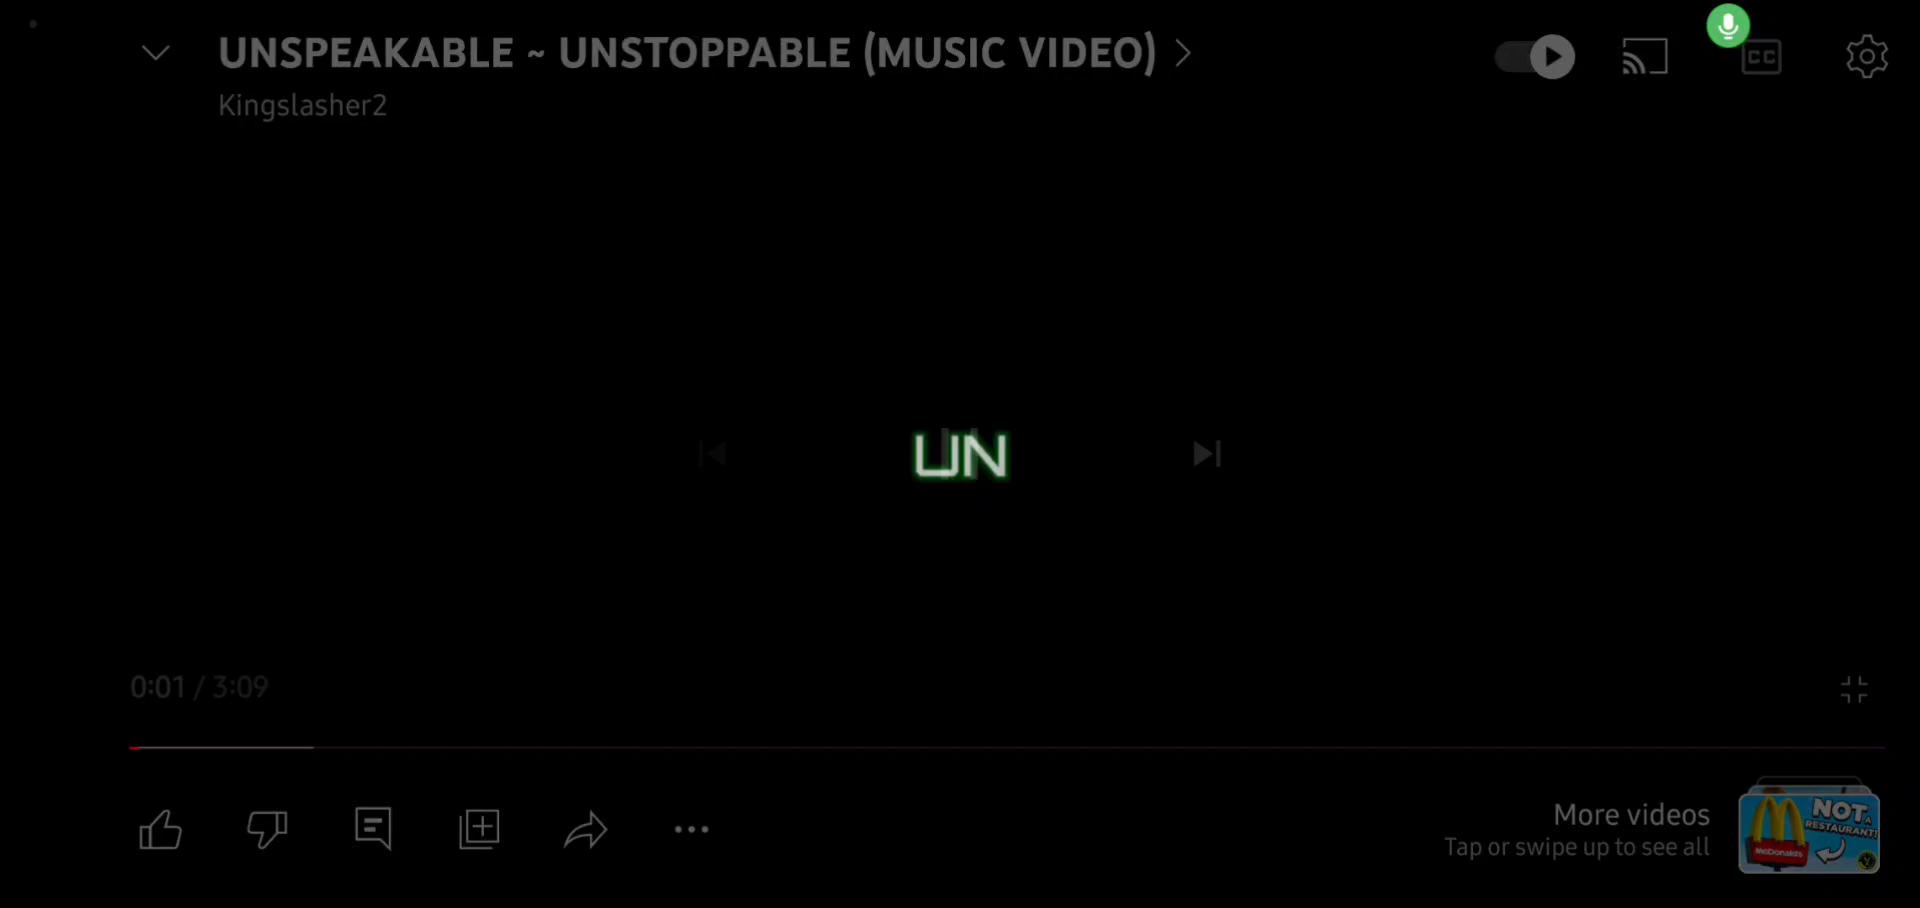 UNSPEAKABLE ~ UNSTOPPABLE (MUSIC VIDEO)
Kingslasher2
CC
UN
0:01 / 3:09
More videos
Tap or swipe up to see all
NOT A
RESTAURANT!
McDonalds